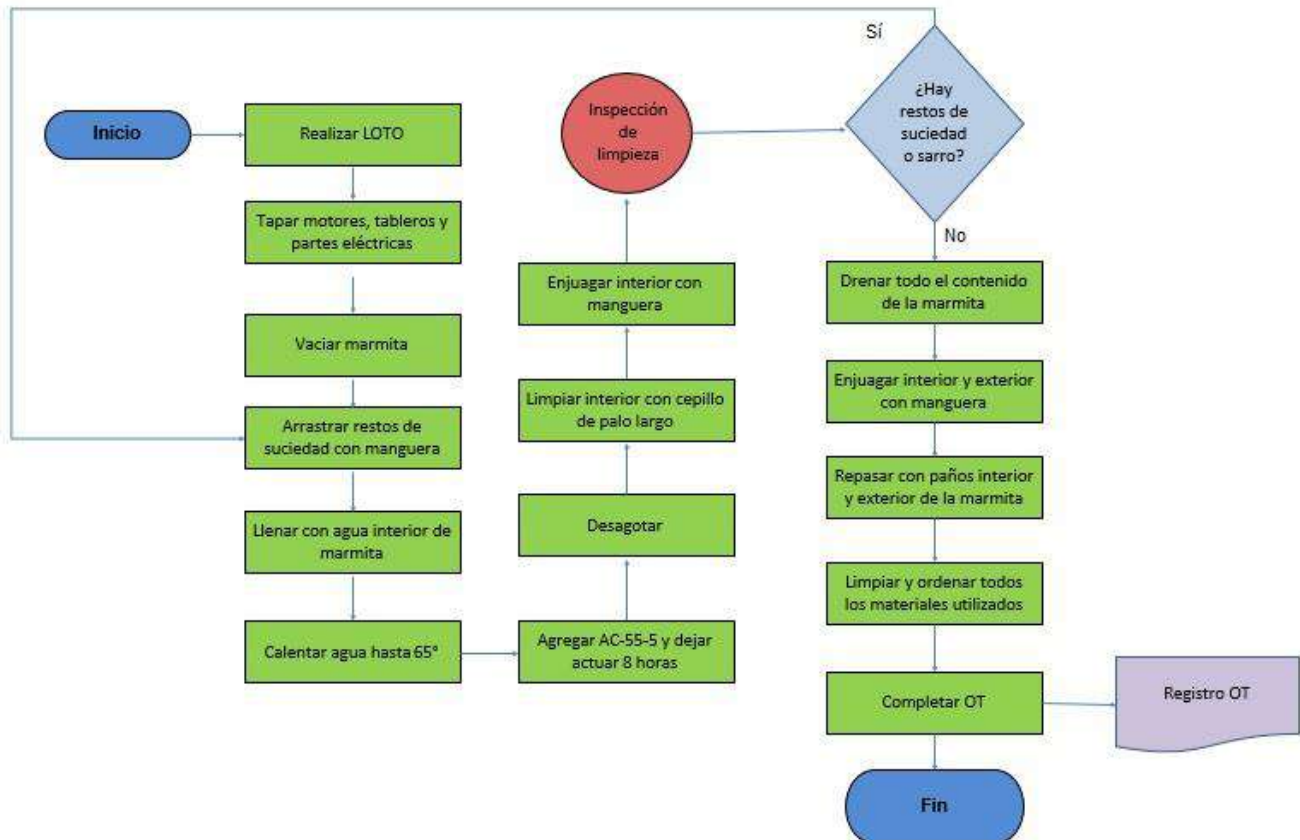 Inicio
Realizar LOTO
Tapar motores, tableros y
partes eléctricas
Vaciar marmita
Arrastrar restos de
suciedad con manguera
Llenar con agua interior de
marmita
Calentar agua hasta 65°
Agregar AC-55-5 y dejar
actuar 8 horas
Desagotar
Limpiar interior con cepillo
de palo largo
Enjuagar interior con
manguera
Inspección
de
limpieza
¿Hay
restos de
suciedad
o sarro?
Sí
No
Drenar todo el contenido
de la marmita
Enjuagar interior y exterior
con manguera
Repasar con paños interior
y exterior de la marmita
Limpiar y ordenar todos
los materiales utilizados
Completar OT
Registro OT
Fin